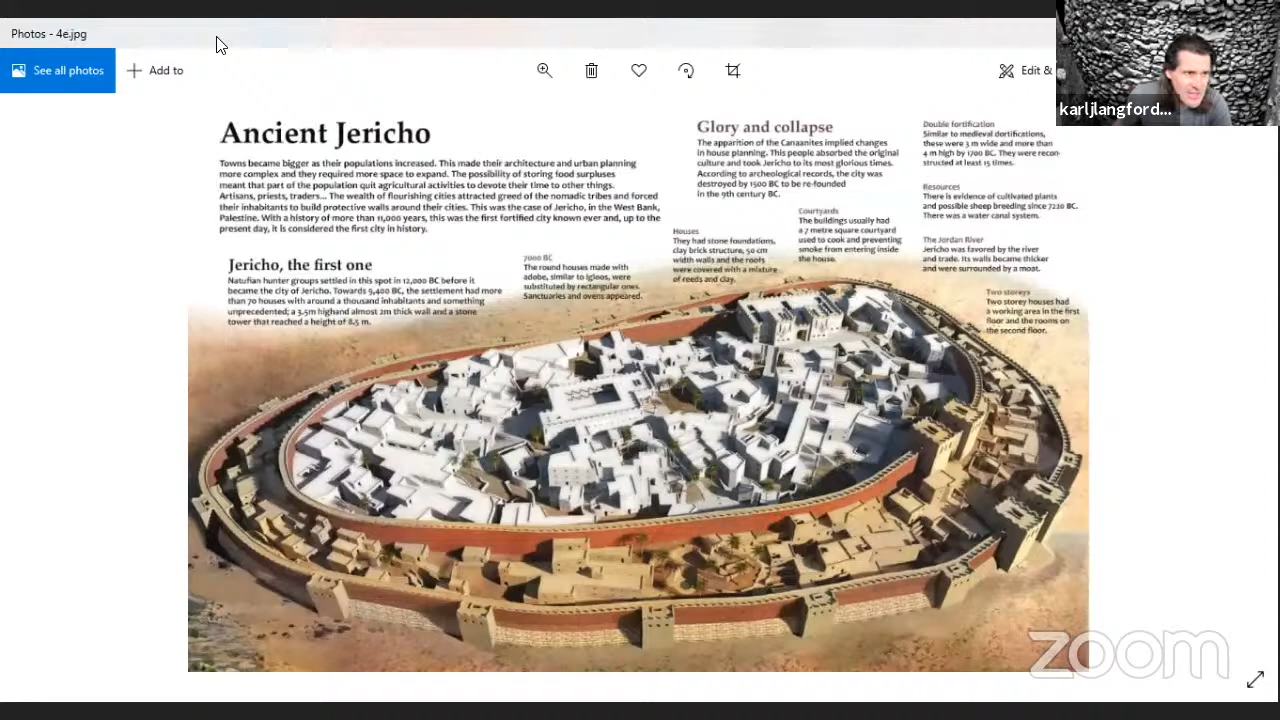 Photos - 4e.jpg
See all photos
Add to
Edit &
karljlangford...
Ancient Jericho
Towns became bigger as their populations increased. This made their architecture and urban planning
more complex and they required more space to expand. The possibility of storing food surpluses
meant that part of the population quit agricultural activities to devote their time to other things.
Artisans, priests, traders... The wealth of flourishing cities attracted greed of the nomadic tribes and forced
their inhabitants to build protective walls around their cities. This was the case of Jericho, in the West Bank,
Palestine. With a history of more than 11,000 years, this was the first fortified city known ever and, up to the
present day, it is considered the first city in history.
Jericho, the first one
Natufian hunter groups settled in this spot in 12,000 BC before it
became the city of Jericho. Towards 9,400 BC, the settlement had more
than 70 houses with around a thousand inhabitants and something
unprecedented; a 3.5m highand almost 2m thick wall and a stone
tower that reached a height of 8.5 m.
7000 BC
The round houses made with
adobe, similar to igloos, were
substituted by rectangular ones.
Sanctuaries and ovens appeared.
Glory and collapse
The apparition of the Canaanites implied changes
in house planning. This people absorbed the original
culture and took Jericho to its most glorious times.
According to archeological records, the city was
destroyed by 1500 BC to be re-founded
in the 9th century BC.
Houses
They had stone foundations,
clay brick structure, 50 cm
width walls and the roofs
were covered with a mixture
of reeds and clay.
Courtyards
The buildings usually had
a 7 metre square courtyard
used to cook and preventing
smoke from entering inside
the house.
Double fortification
Similar to medieval dortifications,
these were 3 m wide and more than
4 m high by 1700 BC. They were recon-
structed at least 15 times.
Resources
There is evidence of cultivated plants
and possible sheep breeding since 7220 BC.
There was a water canal system.
The Jordan River
Jericho was favored by the river
and trade. Its walls became thicker
and were surrounded by a moat.
Two storeys
Two storey houses had
a working area in the first
floor and the rooms on
the second floor.
zoom